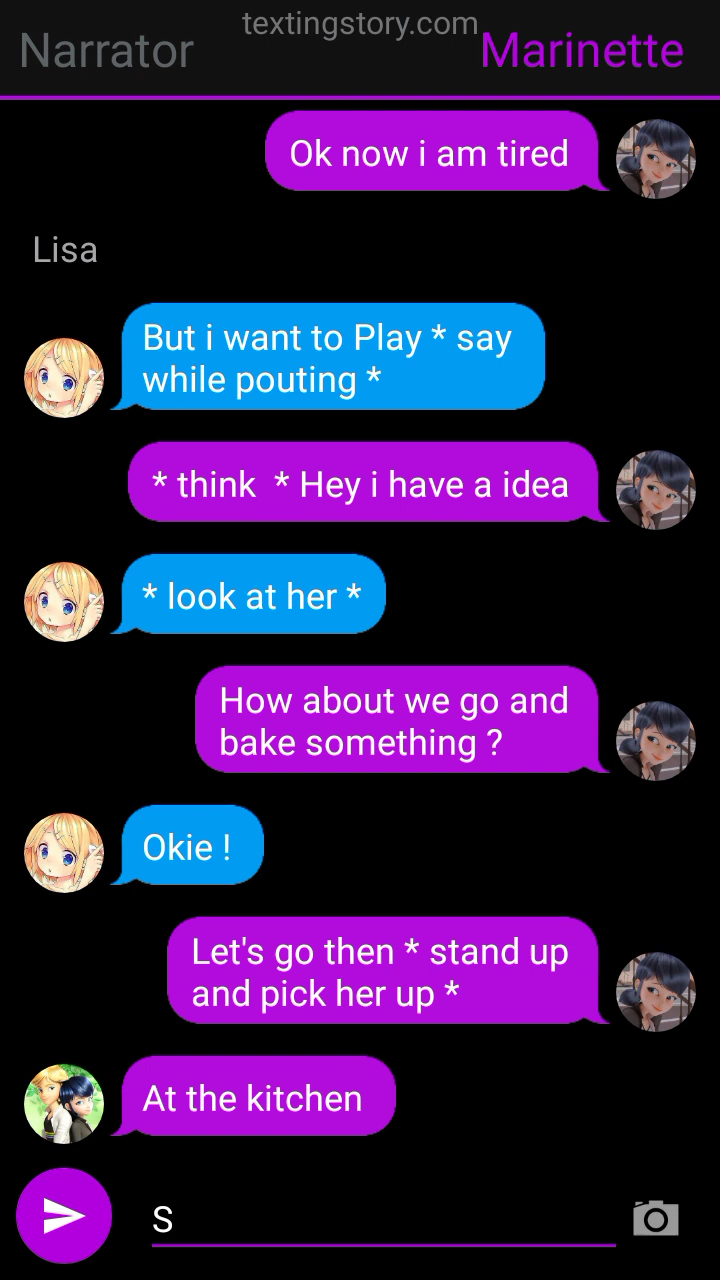 textingstory.com
Narrator
Marinette
Ok now i am tired
Lisa
But i want to Play * say
while pouting *
* think  * Hey i have a idea
* look at her *
How about we go and
bake something ?
Okie !
Let's go then * stand up
and pick her up *
At the kitchen
S